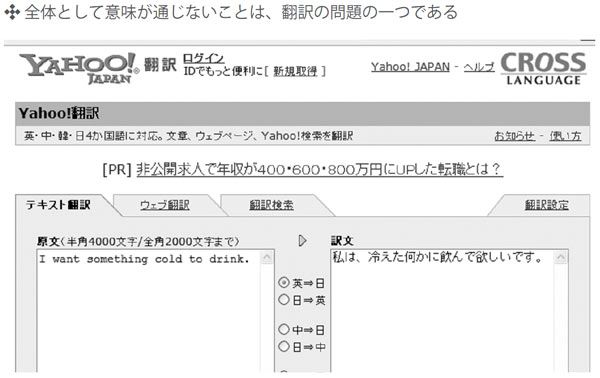 ✣ 全体として意味が通じないことは、翻訳の問題の一つである
YAHOO! JAPAN 翻訳
ログイン
IDでもっと便利に[ 新規取得 ]
Yahoo! JAPAN - ヘルプ
CROSS LANGUAGE
Yahoo!翻訳
英・中・韓・日4か国語に対応。文章、ウェブページ、Yahoo!検索を翻訳
お知らせ - 使い方
[PR] 非公開求人で年収が400・600・800万円にUPした転職とは？
テキスト翻訳 ウェブ翻訳 翻訳検索 翻訳設定
原文(半角4000文字/全角2000文字まで) 訳文
I want something cold to drink.
私は、冷えた何かに飲んで欲しいです。
英⇒日
日⇒英
中⇒日
日⇒中